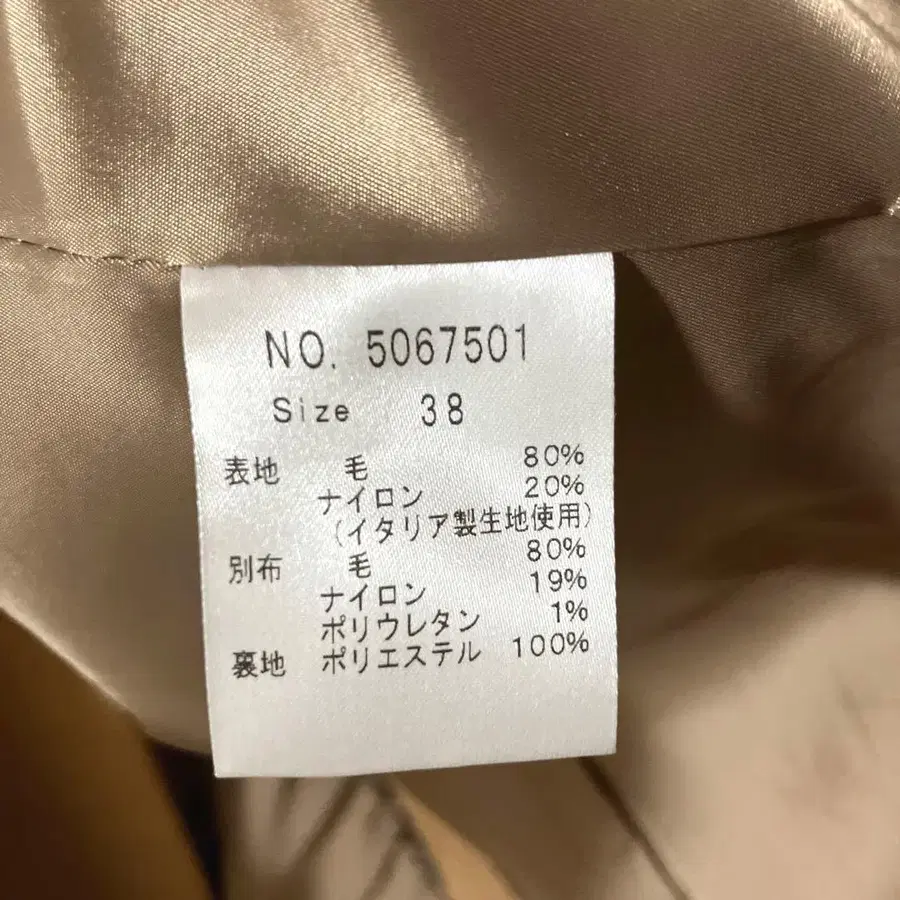 NO. 5067501
Size 38
表地 毛 80%
ナイロン 20%
(イタリア製生地使用)
別布 毛 80%
ナイロン 19%
ポリウレタン 1%
裏地 ポリエステル 100%